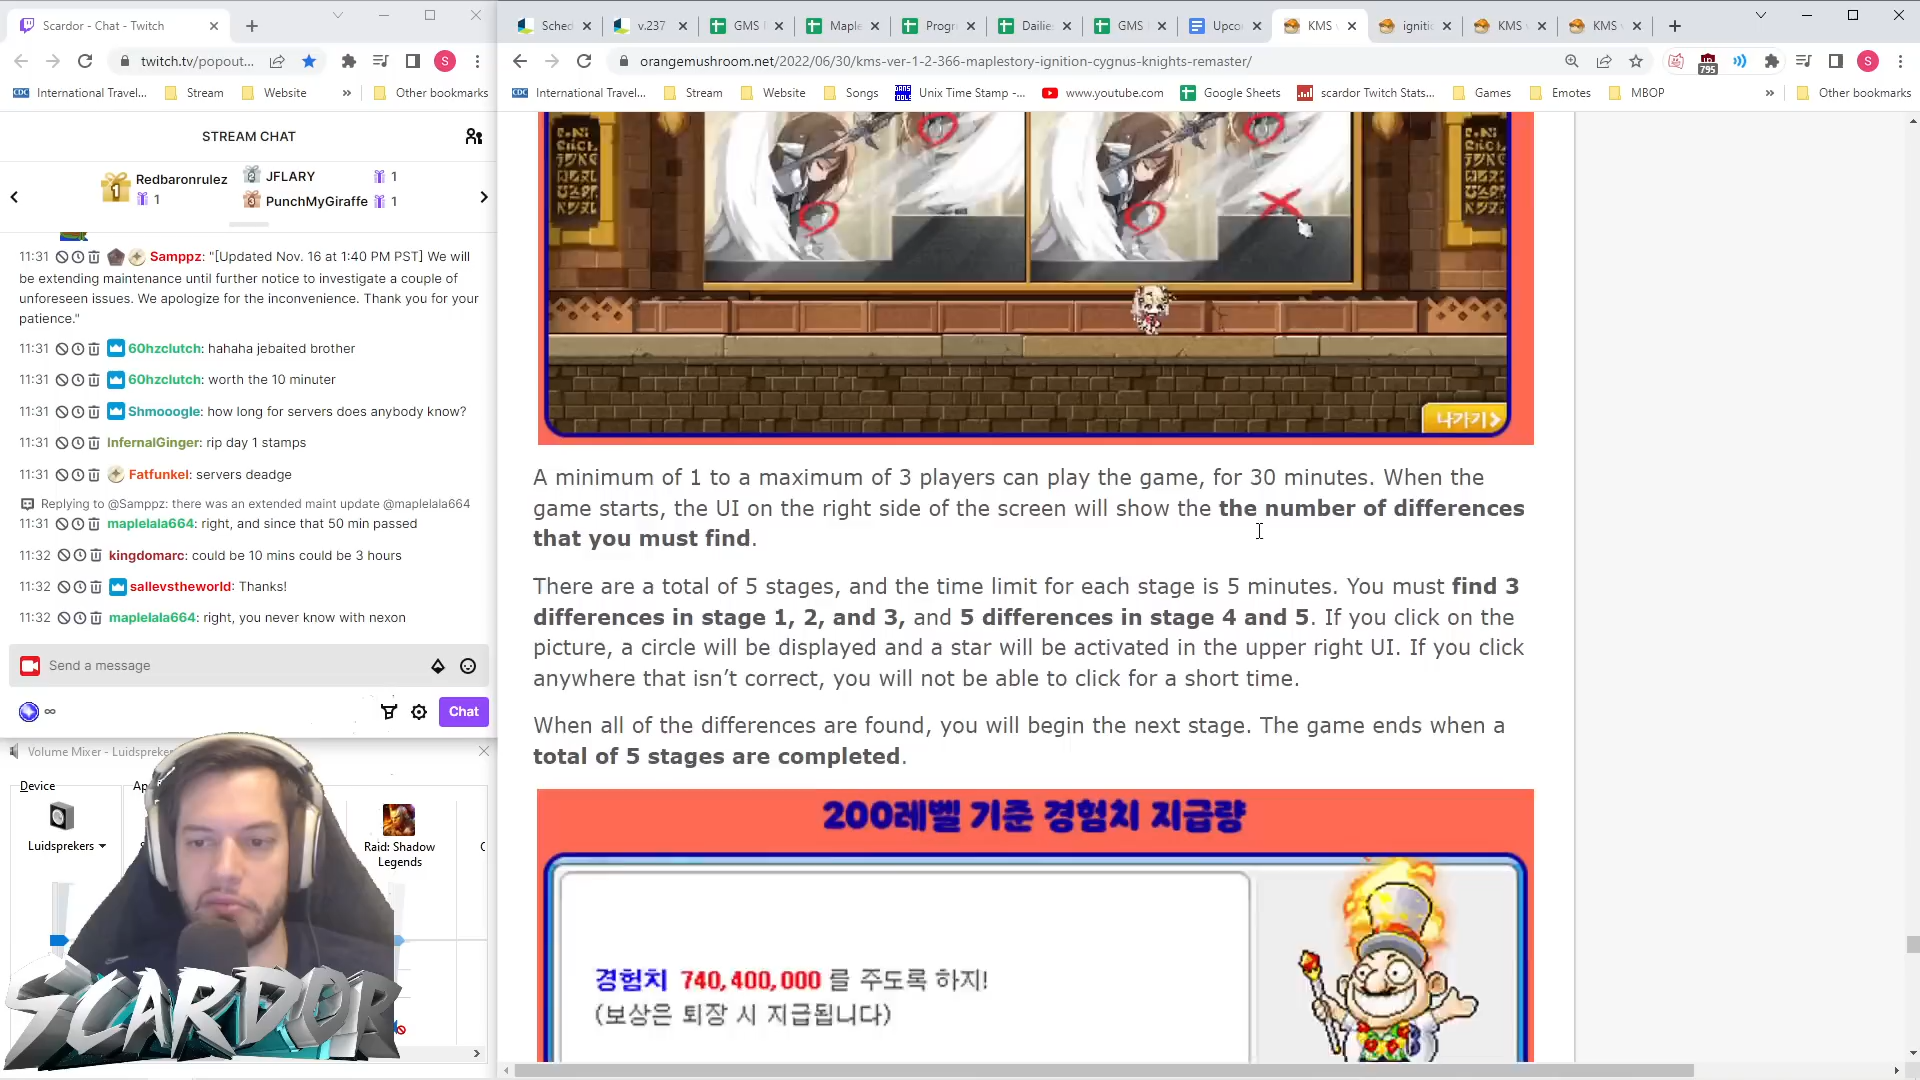 Scardor - Chat - Twitch
Sched
v.237
GMS
Maple
Progr
Dailie
GMS
Upco
KMS
igniti
KMS
KMS
twitch.tv/popout...
orangemushroom.net/2022/06/30/kms-ver-1-2-366-maplestory-ignition-cygnus-knights-remaster/
795
International Travel...
Stream
Website
»
Other bookmarks
International Travel...
Stream
Website
Songs
Unix Time Stamp -...
www.youtube.com
Google Sheets
scardor Twitch Stats...
Games
Emotes
MBOP
»
Other bookmarks
STREAM CHAT
Redbaronrulez
1
JFLARY 1
PunchMyGiraffe 1
11:31 Samppz: "[Updated Nov. 16 at 1:40 PM PST] We will
be extending maintenance until further notice to investigate a couple of
unforeseen issues. We apologize for the inconvenience. Thank you for your
patience."
11:31 60hzclutch: hahaha jebaited brother
11:31 60hzclutch: worth the 10 minuter
11:31 Shmooogle: how long for servers does anybody know?
11:31 InfernalGinger: rip day 1 stamps
11:31 Fatfunkel: servers deadge
Replying to @Samppz: there was an extended maint update @maplelala664
11:31 maplelala664: right, and since that 50 min passed
11:32 kingdomarc: could be 10 mins could be 3 hours
11:32 sallevstheworld: Thanks!
11:32 maplelala664: right, you never know with nexon
Send a message
∞
Chat
Volume Mixer - Luidspreker
Device
Ap
Luidsprekers
Raid: Shadow
Legends
SCARDOR
나가기>
A minimum of 1 to a maximum of 3 players can play the game, for 30 minutes. When the
game starts, the UI on the right side of the screen will show the the number of differences
that you must find.
There are a total of 5 stages, and the time limit for each stage is 5 minutes. You must find 3
differences in stage 1, 2, and 3, and 5 differences in stage 4 and 5. If you click on the
picture, a circle will be displayed and a star will be activated in the upper right UI. If you click
anywhere that isn’t correct, you will not be able to click for a short time.
When all of the differences are found, you will begin the next stage. The game ends when a
total of 5 stages are completed.
200레벨 기준 경험치 지급량
경험치 740,400,000 를 주도록 하지!
(보상은 퇴장 시 지급됩니다)